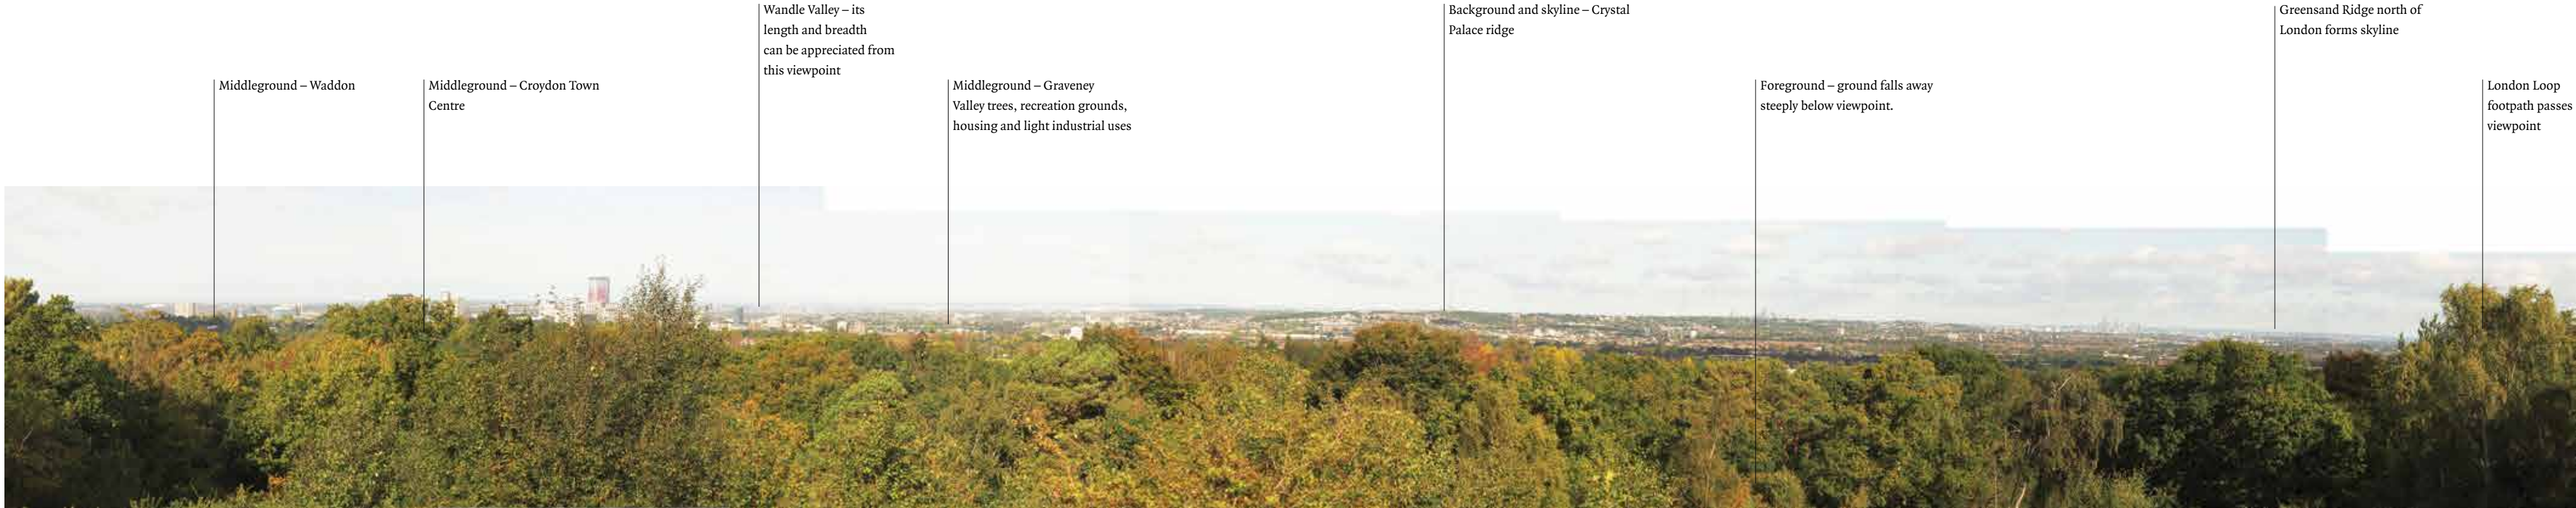 Middleground – Waddon
Middleground – Croydon Town
Centre
Wandle Valley – its
length and breadth
can be appreciated from
this viewpoint
Middleground – Graveney
Valley trees, recreation grounds,
housing and light industrial uses
Background and skyline – Crystal
Palace ridge
Foreground – ground falls away
steeply below viewpoint.
Greensand Ridge north of
London forms skyline
London Loop
footpath passes
viewpoint